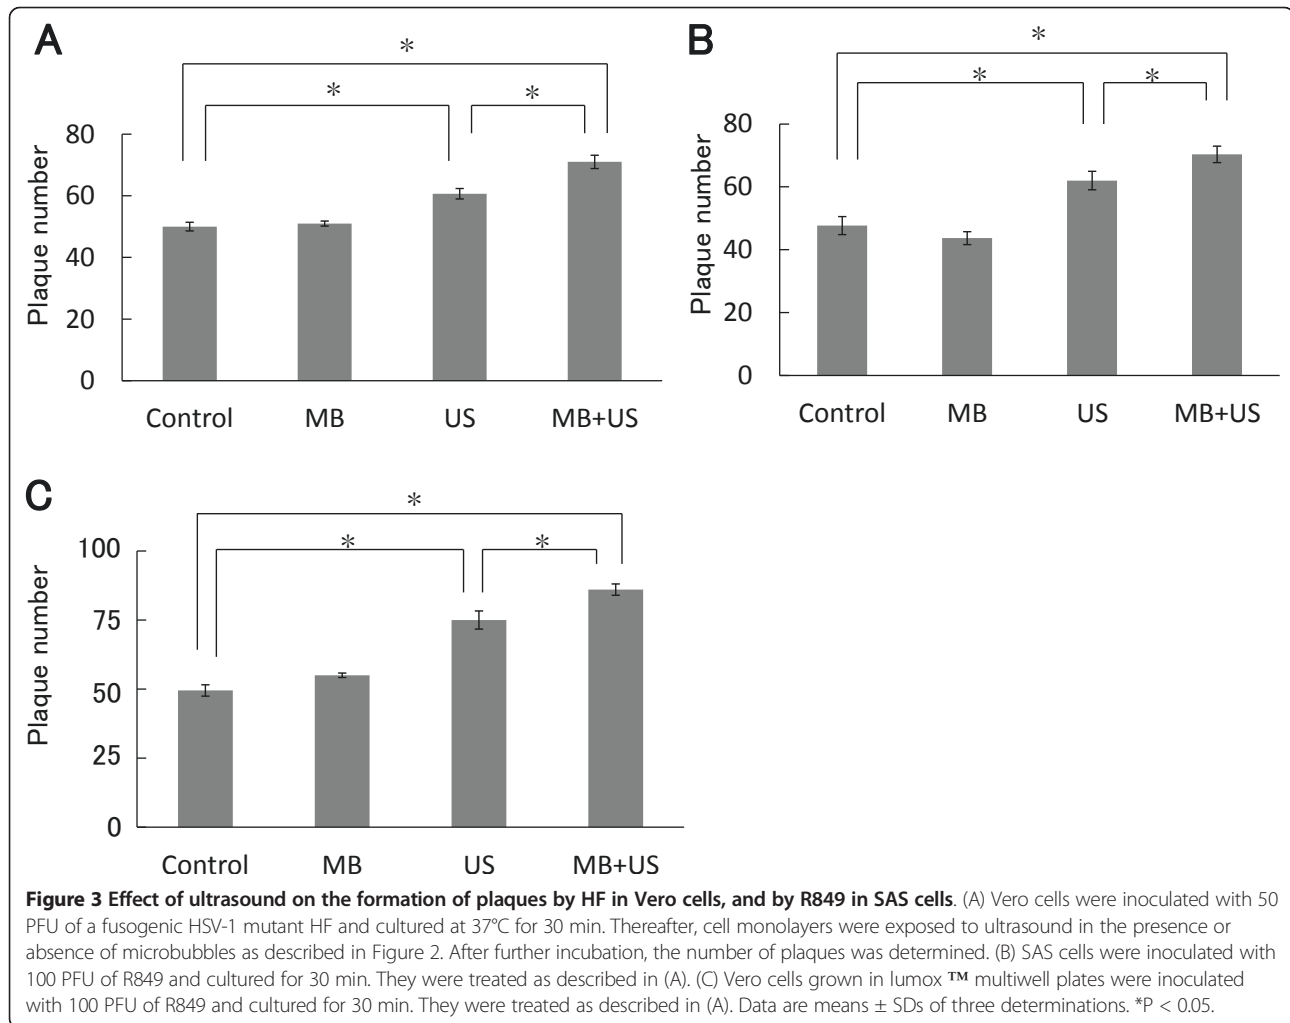 A
*
*
*
80
60
40
20
0
Plaque number
Control MB US MB+US
B
*
*
*
80
60
40
20
0
Plaque number
Control MB US MB+US
C
*
*
*
100
75
50
25
0
Plaque number
Control MB US MB+US
Figure 3 Effect of ultrasound on the formation of plaques by HF in Vero cells, and by R849 in SAS cells. (A) Vero cells were inoculated with 50
PFU of a fusogenic HSV-1 mutant HF and cultured at 37°C for 30 min. Thereafter, cell monolayers were exposed to ultrasound in the presence or
absence of microbubbles as described in Figure 2. After further incubation, the number of plaques was determined. (B) SAS cells were inoculated with
100 PFU of R849 and cultured for 30 min. They were treated as described in (A). (C) Vero cells grown in lumox ™ multiwell plates were inoculated
with 100 PFU of R849 and cultured for 30 min. They were treated as described in (A). Data are means ± SDs of three determinations. *P < 0.05.